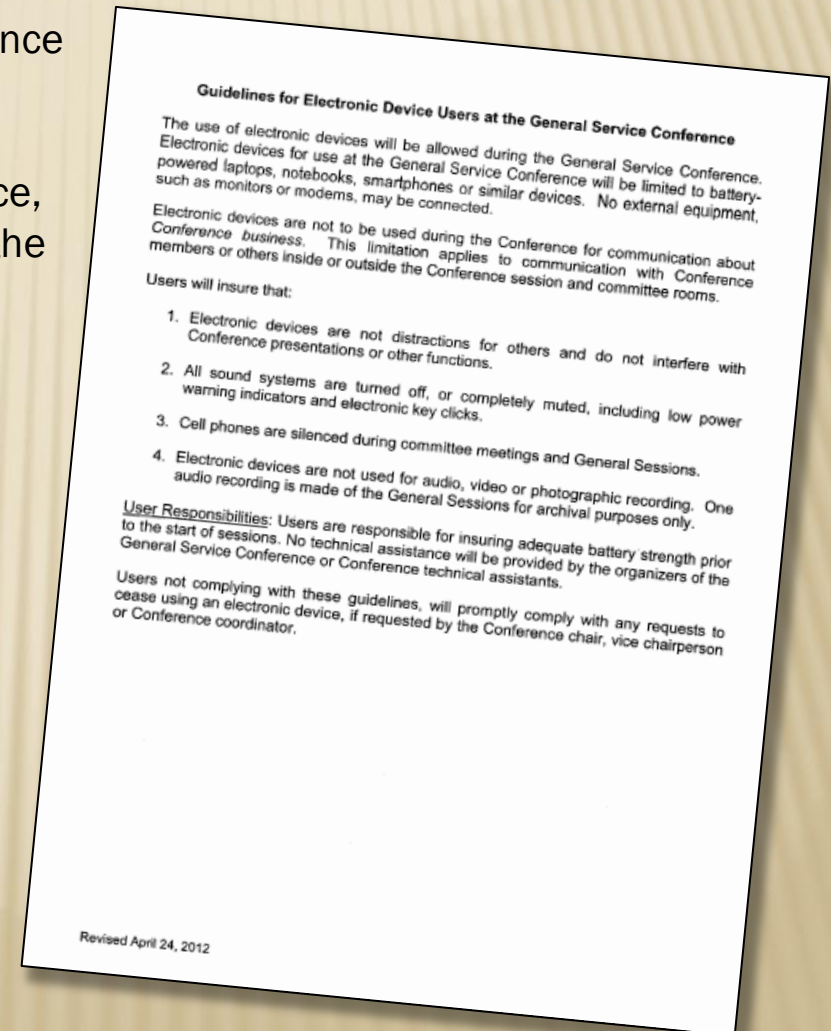 nce
ce,
he
Guidelines for Electronic Device Users at the General Service Conference
The use of electronic devices will be allowed during the General Service Conference.
Electronic devices for use at the General Service Conference will be limited to battery-
powered laptops, notebooks, smartphones or similar devices. No external equipment,
such as monitors or modems, may be connected.
Electronic devices are not to be used during the Conference for communication about
Conference business. This limitation applies to communication with Conference
members or others inside or outside the Conference session and committee rooms.
Users will insure that:
1. Electronic devices are not distractions for others and do not interfere with
Conference presentations or other functions.
2. All sound systems are turned off, or completely muted, including low power
warning indicators and electronic key clicks.
3. Cell phones are silenced during committee meetings and General Sessions.
4. Electronic devices are not used for audio, video or photographic recording. One
audio recording is made of the General Sessions for archival purposes only.
User Responsibilities: Users are responsible for insuring adequate battery strength prior
to the start of sessions. No technical assistance will be provided by the organizers of the
General Service Conference or Conference technical assistants.
Users not complying with these guidelines, will promptly comply with any requests to
cease using an electronic device, if requested by the Conference chair, vice chairperson
or Conference coordinator.
Revised April 24, 2012